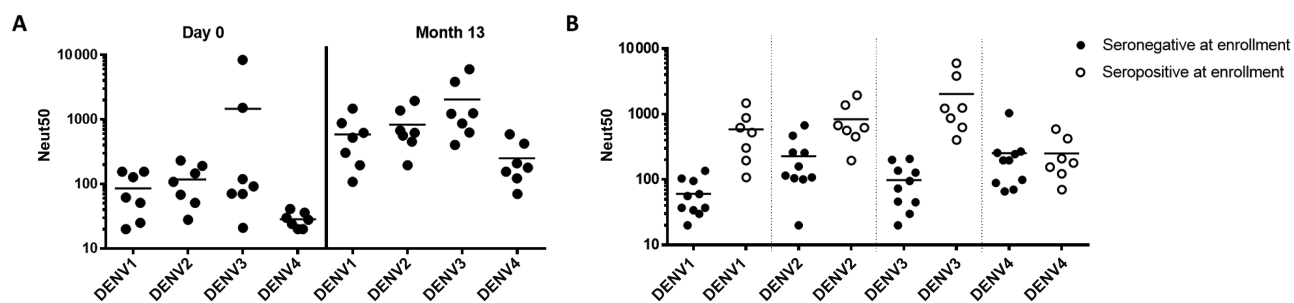 A
Day 0
Month 13
Neut50
10000
1000
100
10
DENV1
DENV2
DENV3
DENV4
DENV1
DENV2
DENV3
DENV4
B
Neut50
10000
1000
100
10
DENV1
DENV1
DENV2
DENV2
DENV3
DENV3
DENV4
DENV4
Seronegative at enrollment
Seropositive at enrollment